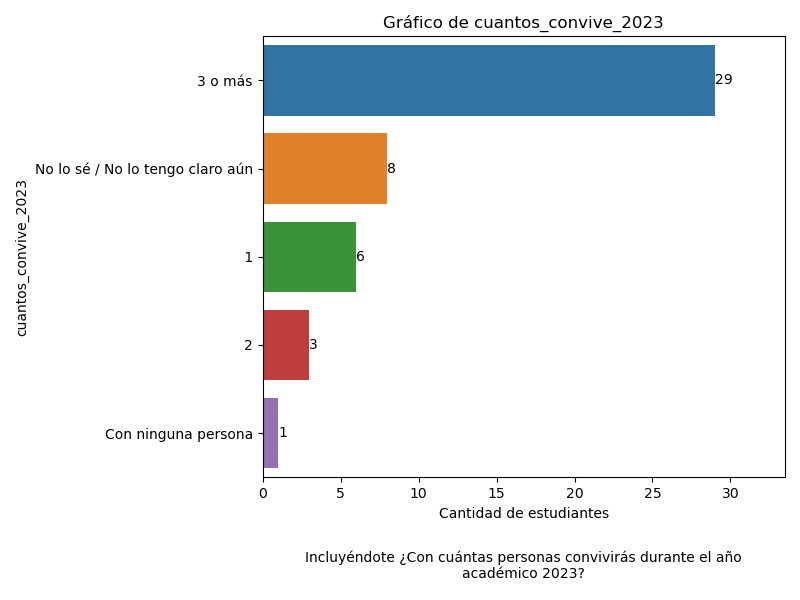 Gráfico de cuantos_convive_2023
3 o más
29
No lo sé / No lo tengo claro aún
8
1
6
2
3
Con ninguna persona
1
cuantos_convive_2023
0 5 10 15 20 25 30
Cantidad de estudiantes
Incluyéndote ¿Con cuántas personas convivirás durante el año
académico 2023?